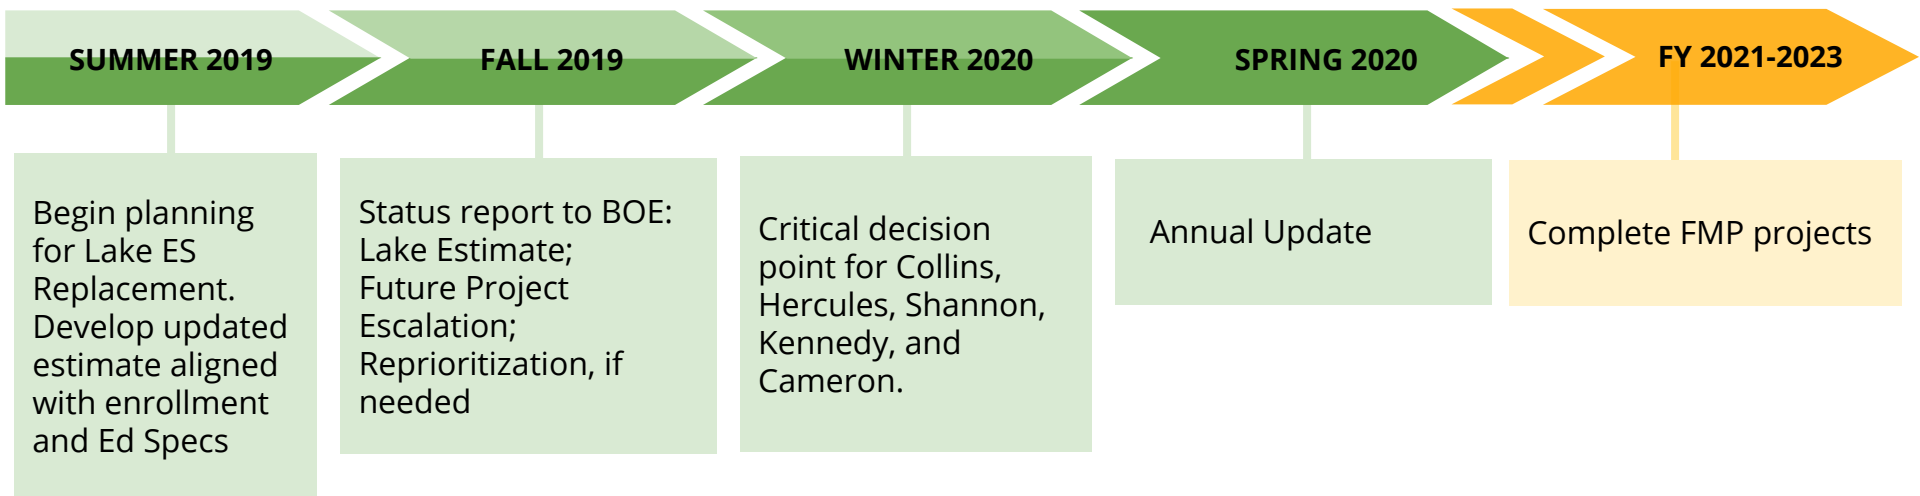 SUMMER 2019
FALL 2019
WINTER 2020
SPRING 2020
FY 2021-2023
Begin planning
for Lake ES
Replacement.
Develop updated
estimate aligned
with enrollment
and Ed Specs
Status report to BOE:
Lake Estimate;
Future Project
Escalation;
Reprioritization, if
needed
Critical decision
point for Collins,
Hercules, Shannon,
Kennedy, and
Cameron.
Annual Update
Complete FMP projects